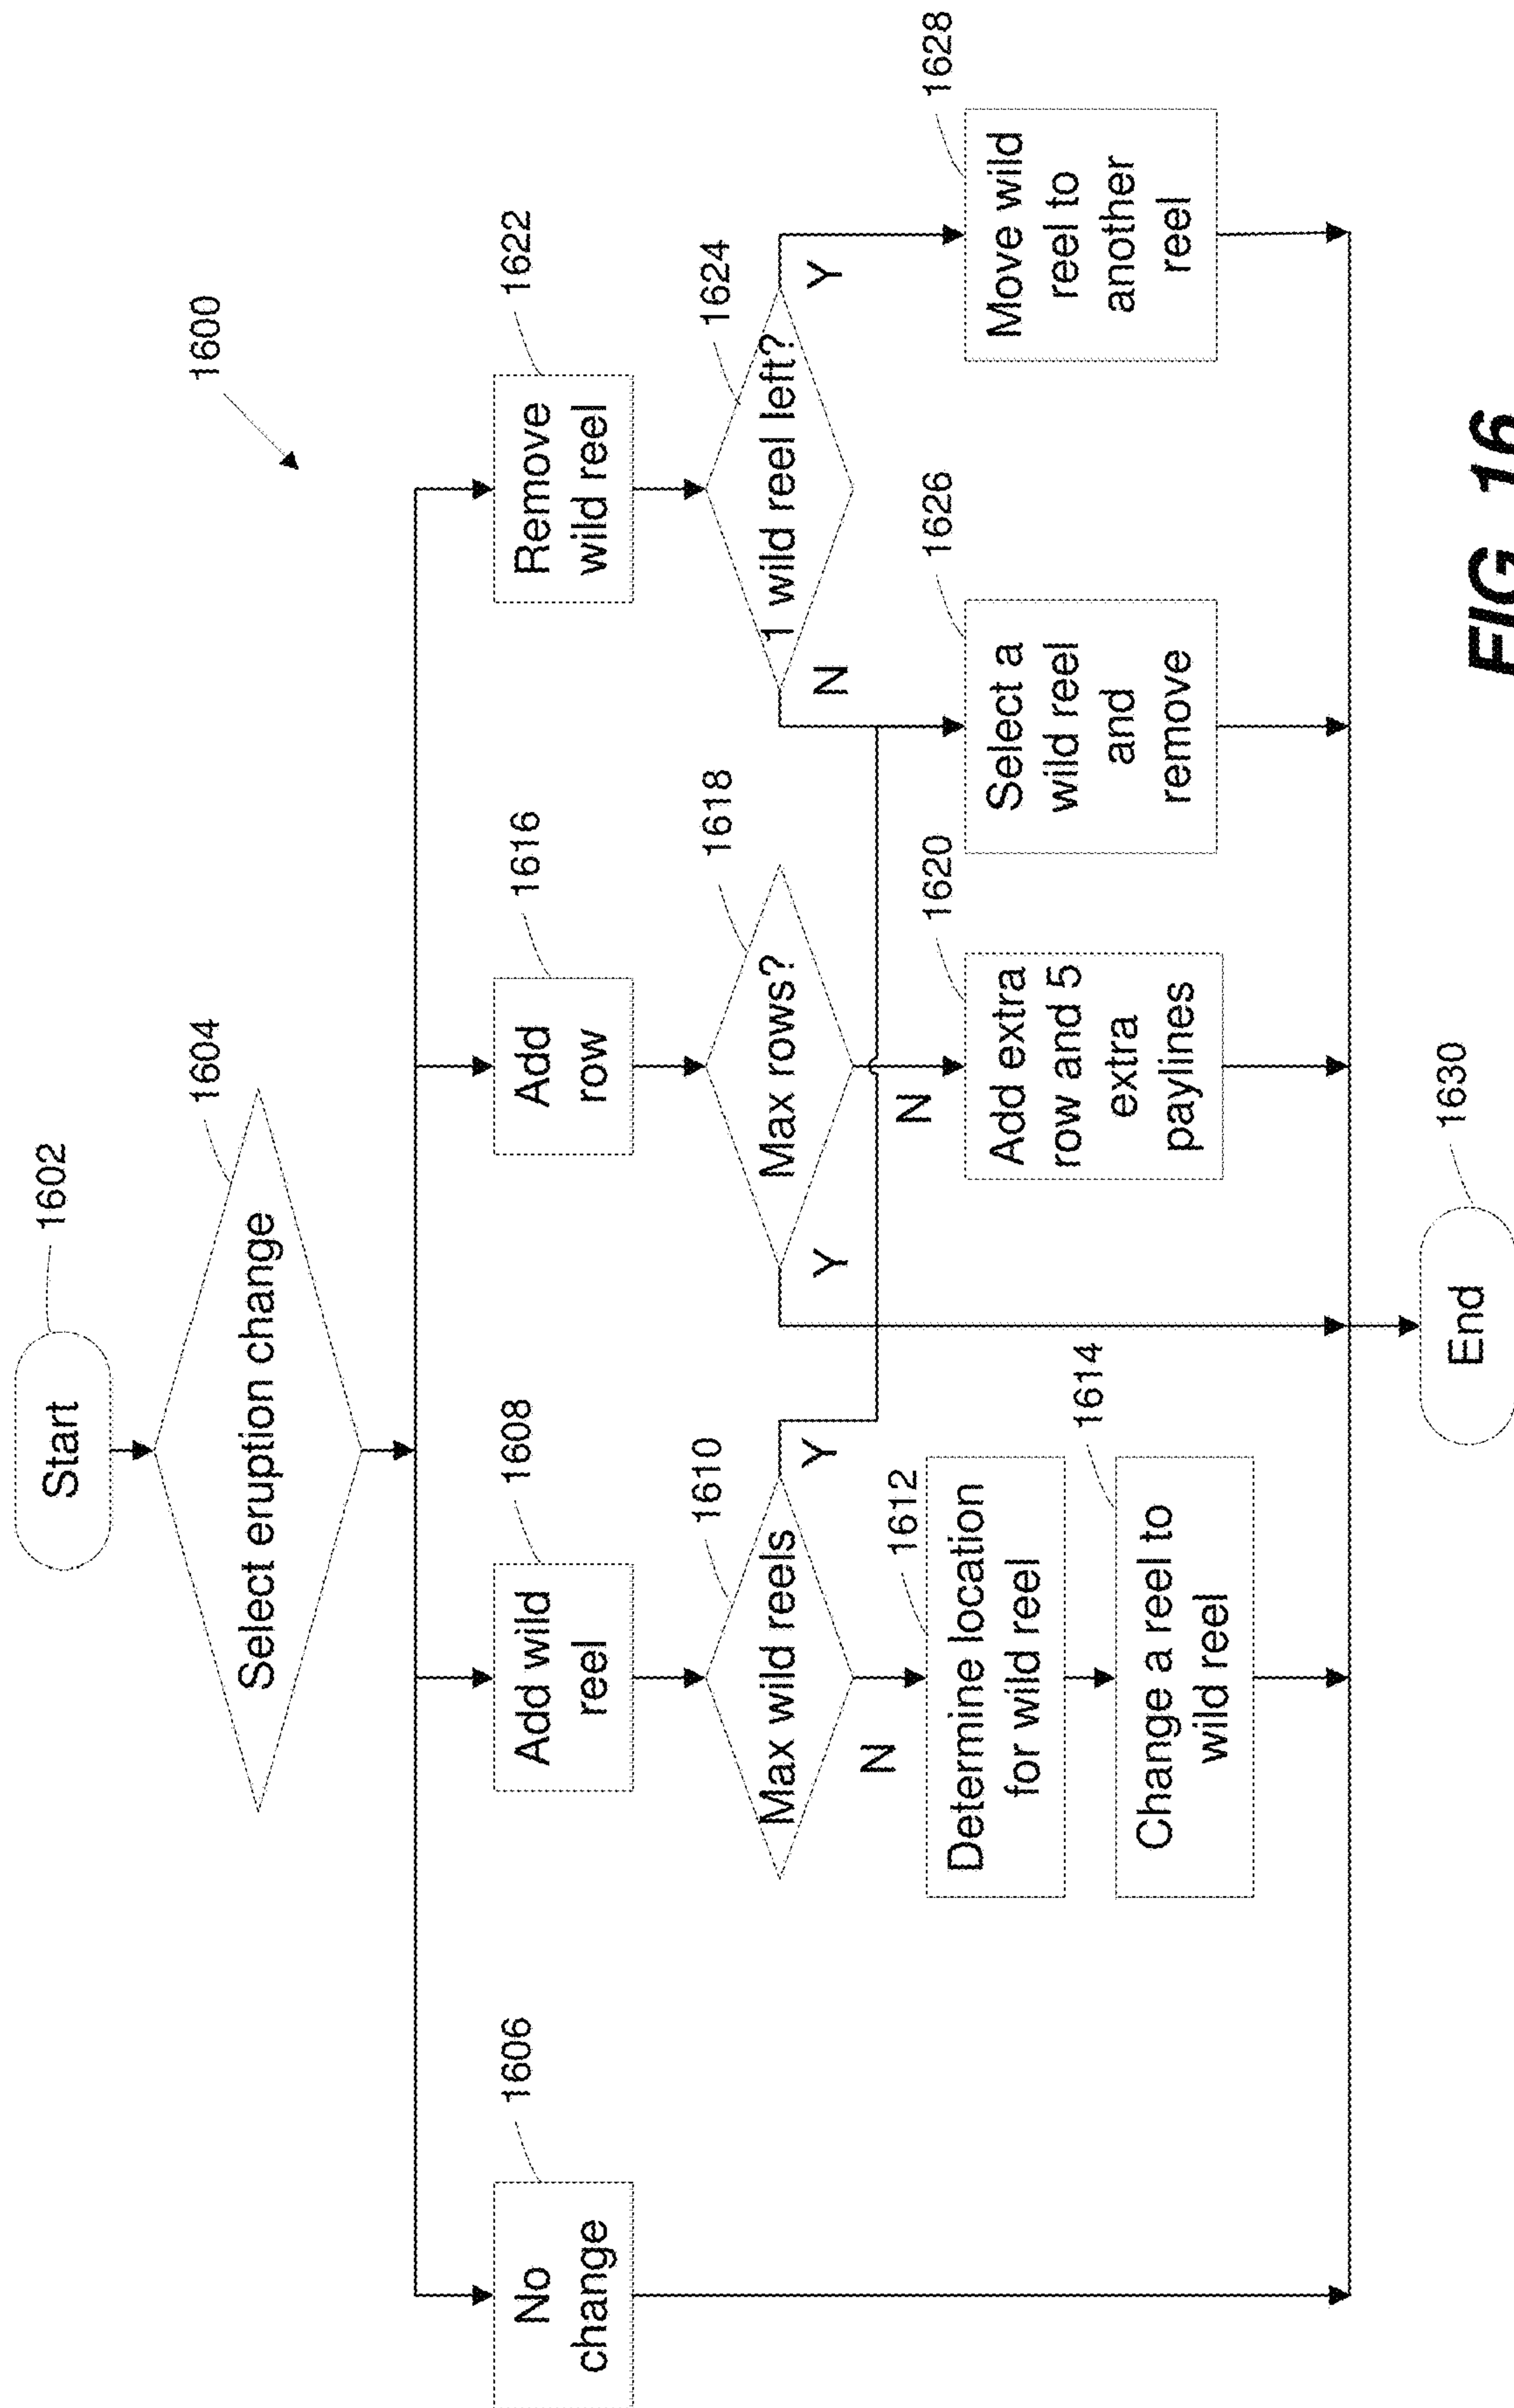 1600
Start
1602
Select eruption change
1604
No
change
1606
Add wild
reel
1608
Add
row
1616
Remove
wild reel
1622
Max wild reels
1610
Y
N
Max rows?
1618
Y
N
1 wild reel left?
1624
N
Y
Determine location
for wild reel
1612
Change a reel to
wild reel
1614
Add extra
row and 5
extra
paylines
1620
Select a
wild reel
and
remove
1626
Move wild
reel to
another
reel
1628
End
1630
FIG. 16